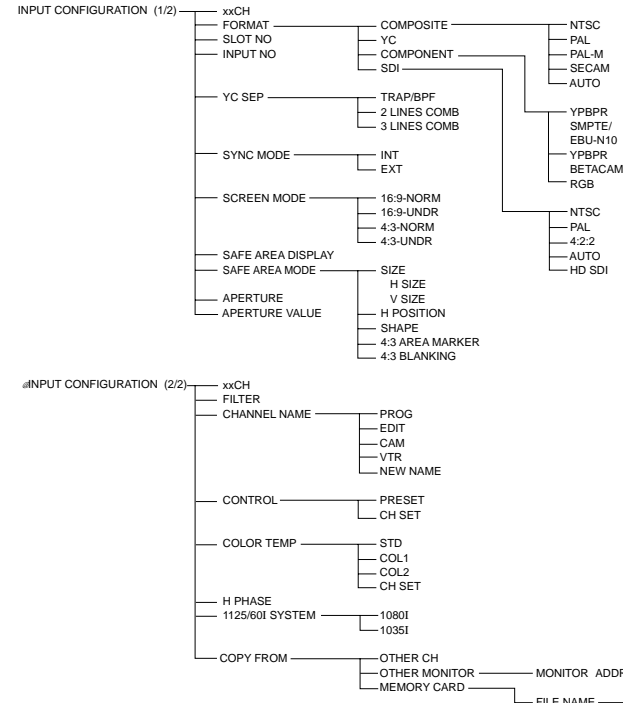 INPUT CONFIGURATION (1/2) xxCH
FORMAT COMPOSITE NTSC
SLOT NO YC PAL
INPUT NO COMPONENT PAL-M
SDI SECAM
AUTO
YC SEP TRAP/BPF YPBPR
2 LINES COMB SMPTE/
3 LINES COMB EBU-N10
SYNC MODE INT YPBPR
EXT BETACAM
RGB
SCREEN MODE 16:9-NORM
16:9-UNDR NTSC
4:3-NORM PAL
4:3-UNDR 4:2:2
SAFE AREA DISPLAY AUTO
SAFE AREA MODE SIZE HD SDI
H SIZE
V SIZE
APERTURE
APERTURE VALUE H POSITION
SHAPE
4:3 AREA MARKER
4:3 BLANKING
INPUT CONFIGURATION (2/2) xxCH
FILTER
CHANNEL NAME PROG
EDIT
CAM
VTR
NEW NAME
CONTROL PRESET
CH SET
COLOR TEMP STD
COL1
COL2
CH SET
H PHASE
1125/60I SYSTEM 1080I
1035I
COPY FROM OTHER CH
OTHER MONITOR MONITOR ADDR
MEMORY CARD
FILE NAME